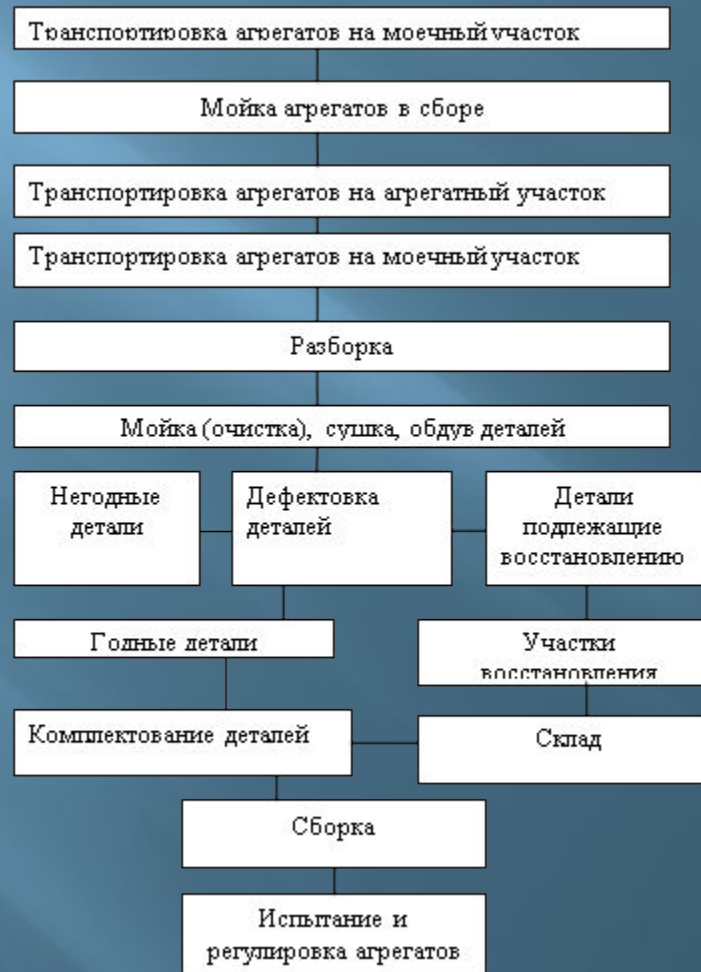 Транспортировка агрегатов на моечный участок
Мойка агрегатов в сборе
Транспортировка агрегатов на агрегатный участок
Транспортировка агрегатов на моечный участок
Разборка
Мойка (очистка), сушка, обдув деталей
Негодные
детали
Дефектовка
деталей
Детали
подлежащие
восстановлению
Годные детали
Участки
восстановления
Комплектование деталей
Склад
Сборка
Испытание и
регулировка агрегатов